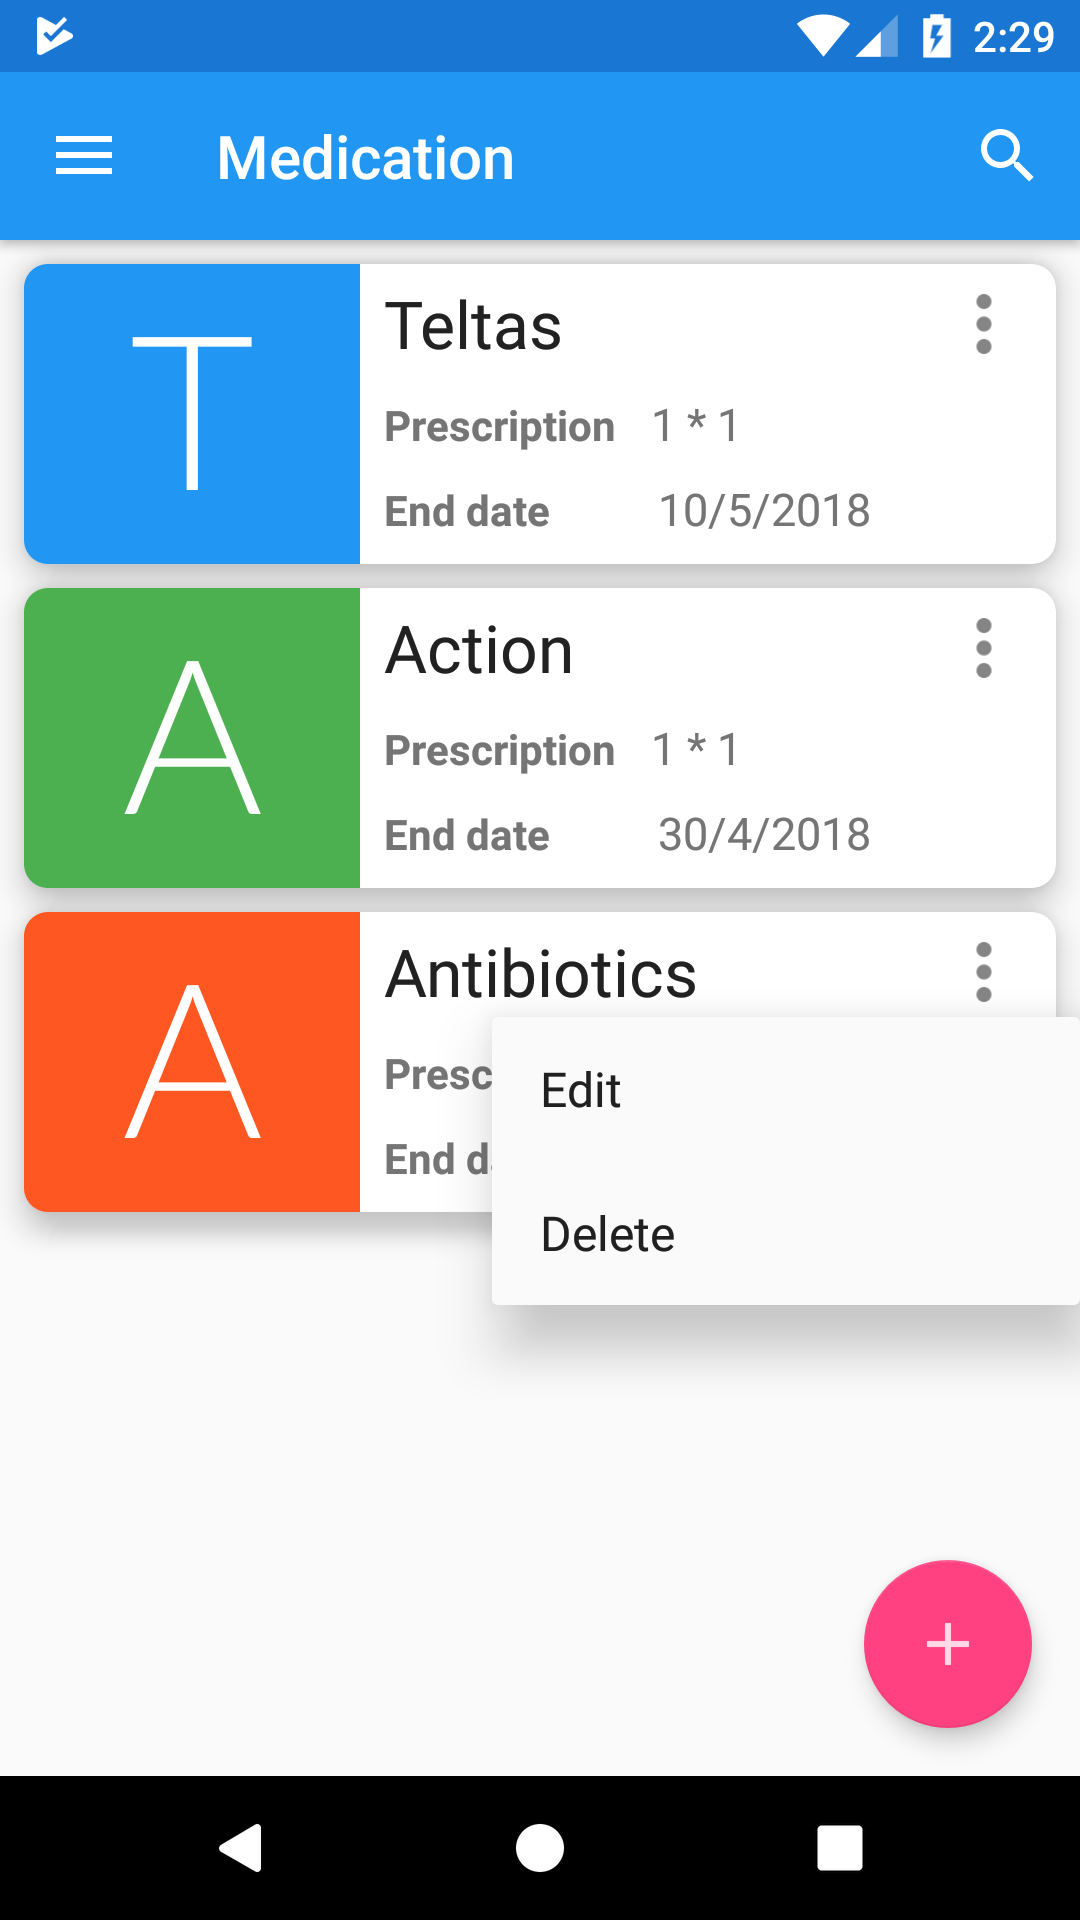 2:29
Medication
T
Teltas
Prescription 1 * 1
End date 10/5/2018
A
Action
Prescription 1 * 1
End date 30/4/2018
A
Antibiotics
Presc
End d
Edit
Delete